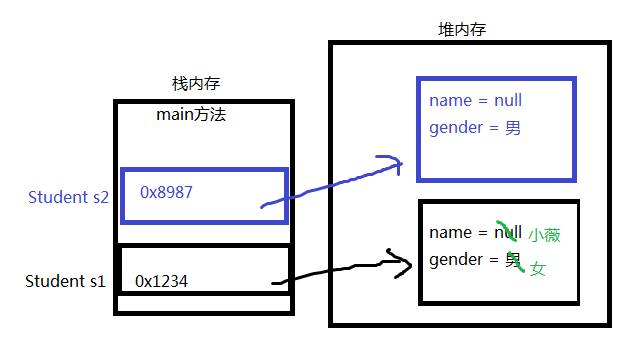 堆内存
栈内存
main方法
name = null
gender = 男
Student s2
0x8987
name = null 小薇
gender = 男
女
Student s1
0x1234